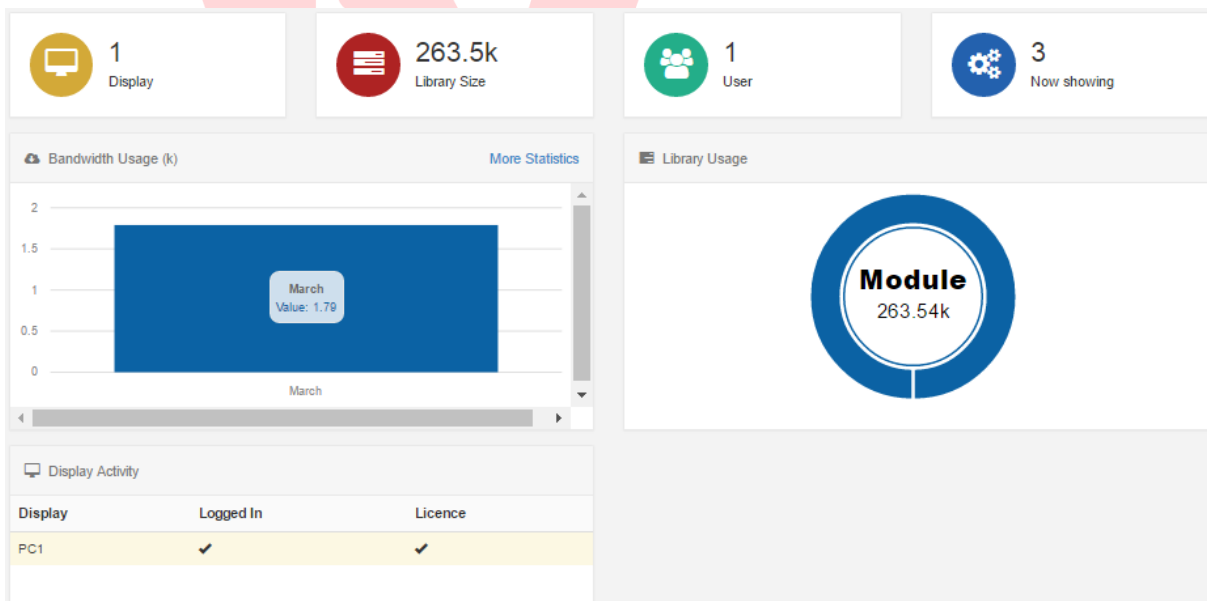 1
Display
263.5k
Library Size
1
User
3
Now showing
Bandwidth Usage (k)
More Statistics
2
1.5
1
0.5
0
March
Value: 1.79
March
Library Usage
Module
263.54k
Display Activity
Display Logged In Licence
PC1